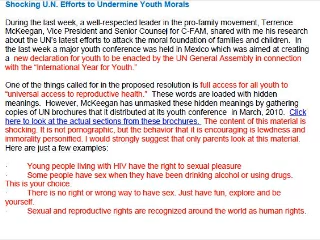 Shocking U.N. Efforts to Undermine Youth Morals
During the last week, a well-respected leader in the pro-family movement, Terrence
McKeegan, Vice President and Senior Counsel for C-FAM, shared with me his research
about the UN's latest efforts to attack the moral foundation of families and children.  In
the last week a major youth conference was held in Mexico which was aimed at creating
a  new declaration for youth to be enacted by the UN General Assembly in connection
with the "International Year for Youth."
One of the things called for in the proposed resolution is full access for all youth to
"universal access to reproductive health."  These words are loaded with hidden
meanings.  However, McKeegan has unmasked these hidden meanings by gathering
copies of UN brochures that it distributed at its youth conference  in March, 2010.  Click
here to look at the actual sections from these brochures.  The content of this material is
shocking. It is not pornographic, but the behavior that it is encouraging is lewdness and
immorality personified. I would strongly suggest that only parents look at this material.
Here are just a few examples:
· Young people living with HIV have the right to sexual pleasure
· Some people have sex when they have been drinking alcohol or using drugs.
This is your choice.
· There is no right or wrong way to have sex. Just have fun, explore and be
yourself.
· Sexual and reproductive rights are recognized around the world as human rights.